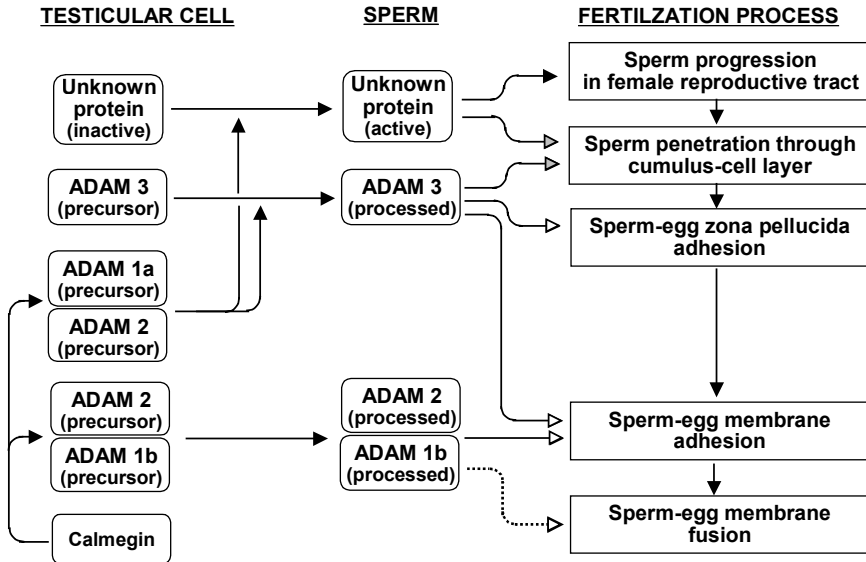 TESTICULAR CELL
SPERM
FERTILZATION PROCESS
Unknown
protein
(inactive)
Unknown
protein
(active)
Sperm progression
in female reproductive tract
Sperm penetration through
cumulus-cell layer
ADAM 3
(precursor)
ADAM 3
(processed)
Sperm-egg zona pellucida
adhesion
ADAM 1a
(precursor)
ADAM 2
(precursor)
ADAM 2
(precursor)
ADAM 1b
(precursor)
ADAM 2
(processed)
ADAM 1b
(processed)
Sperm-egg membrane
adhesion
Sperm-egg membrane
fusion
Calmegin